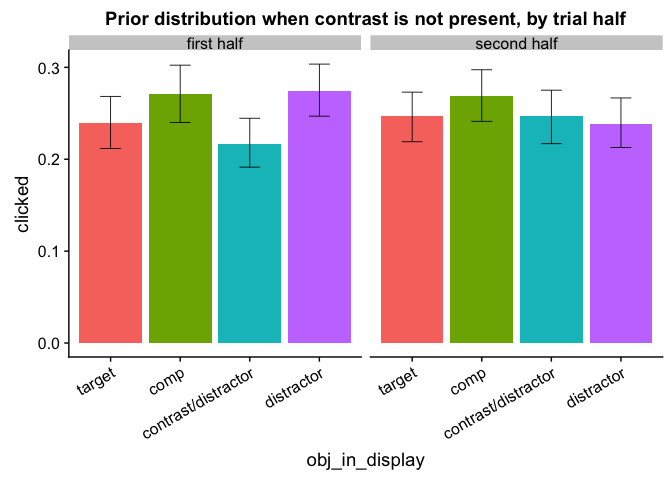 Prior distribution when contrast is not present, by trial half
first half
second half
clicked
0.3
0.2
0.1
0.0
target
comp
contrast/distractor
distractor
target
comp
contrast/distractor
distractor
obj_in_display